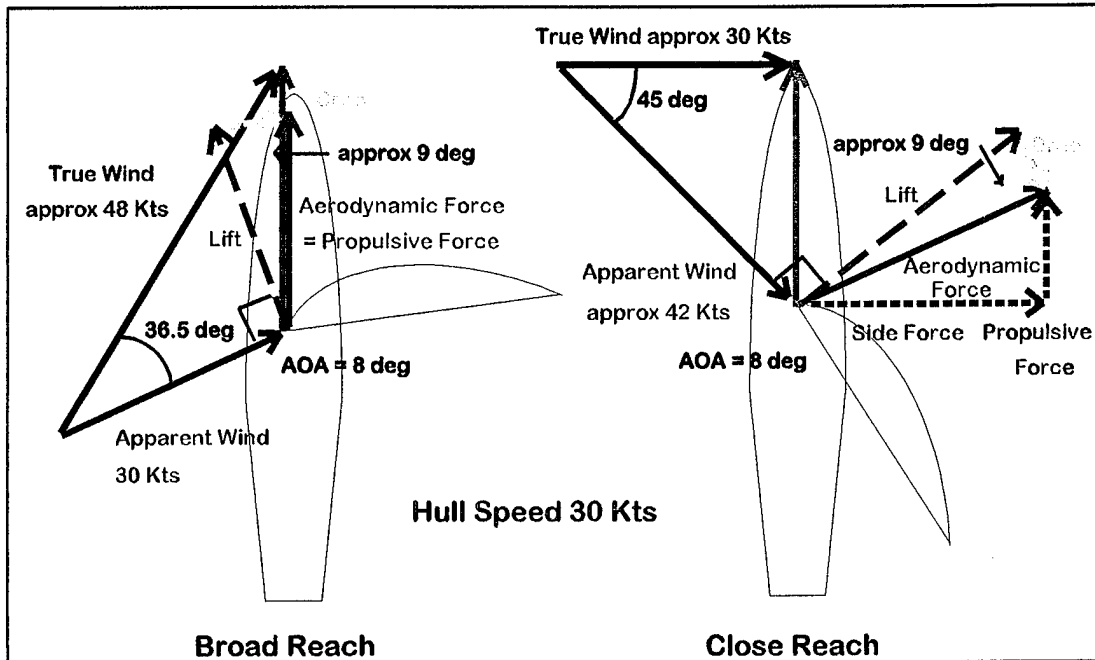 True Wind
approx 48 Kts
approx 9 deg
Lift
Aerodynamic Force
= Propulsive Force
36.5 deg
AOA = 8 deg
Apparent Wind
30 Kts
Broad Reach
Hull Speed 30 Kts
True Wind approx 30 Kts
45 deg
approx 9 deg
Lift
Apparent Wind
approx 42 Kts
Aerodynamic
Force
Side Force
Propulsive
Force
AOA = 8 deg
Close Reach